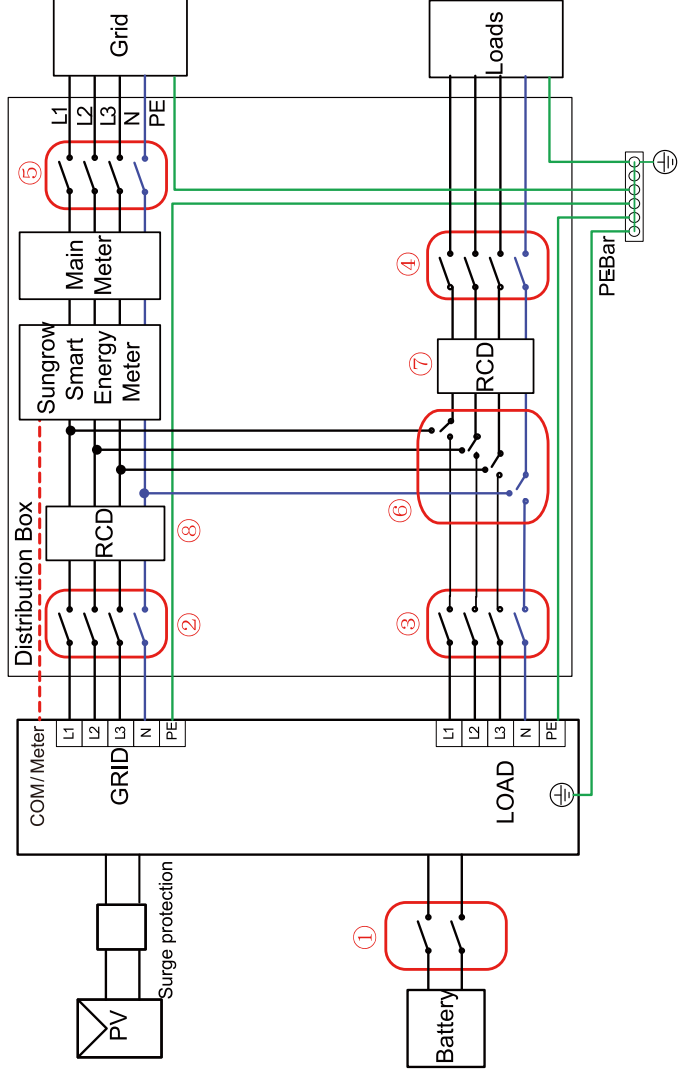 Grid
Loads
L1
L2
L3
N
PE
⑤
Main
Meter
Sungrow
Smart
Energy
Meter
④
⑦
RCD
⑥
PE-Bar
Distribution Box
RCD
⑧
②
③
COM/Meter
L1
L2
L3
N
PE
GRID
L1
L2
L3
N
PE
LOAD
Surge protection
PV
①
Battery